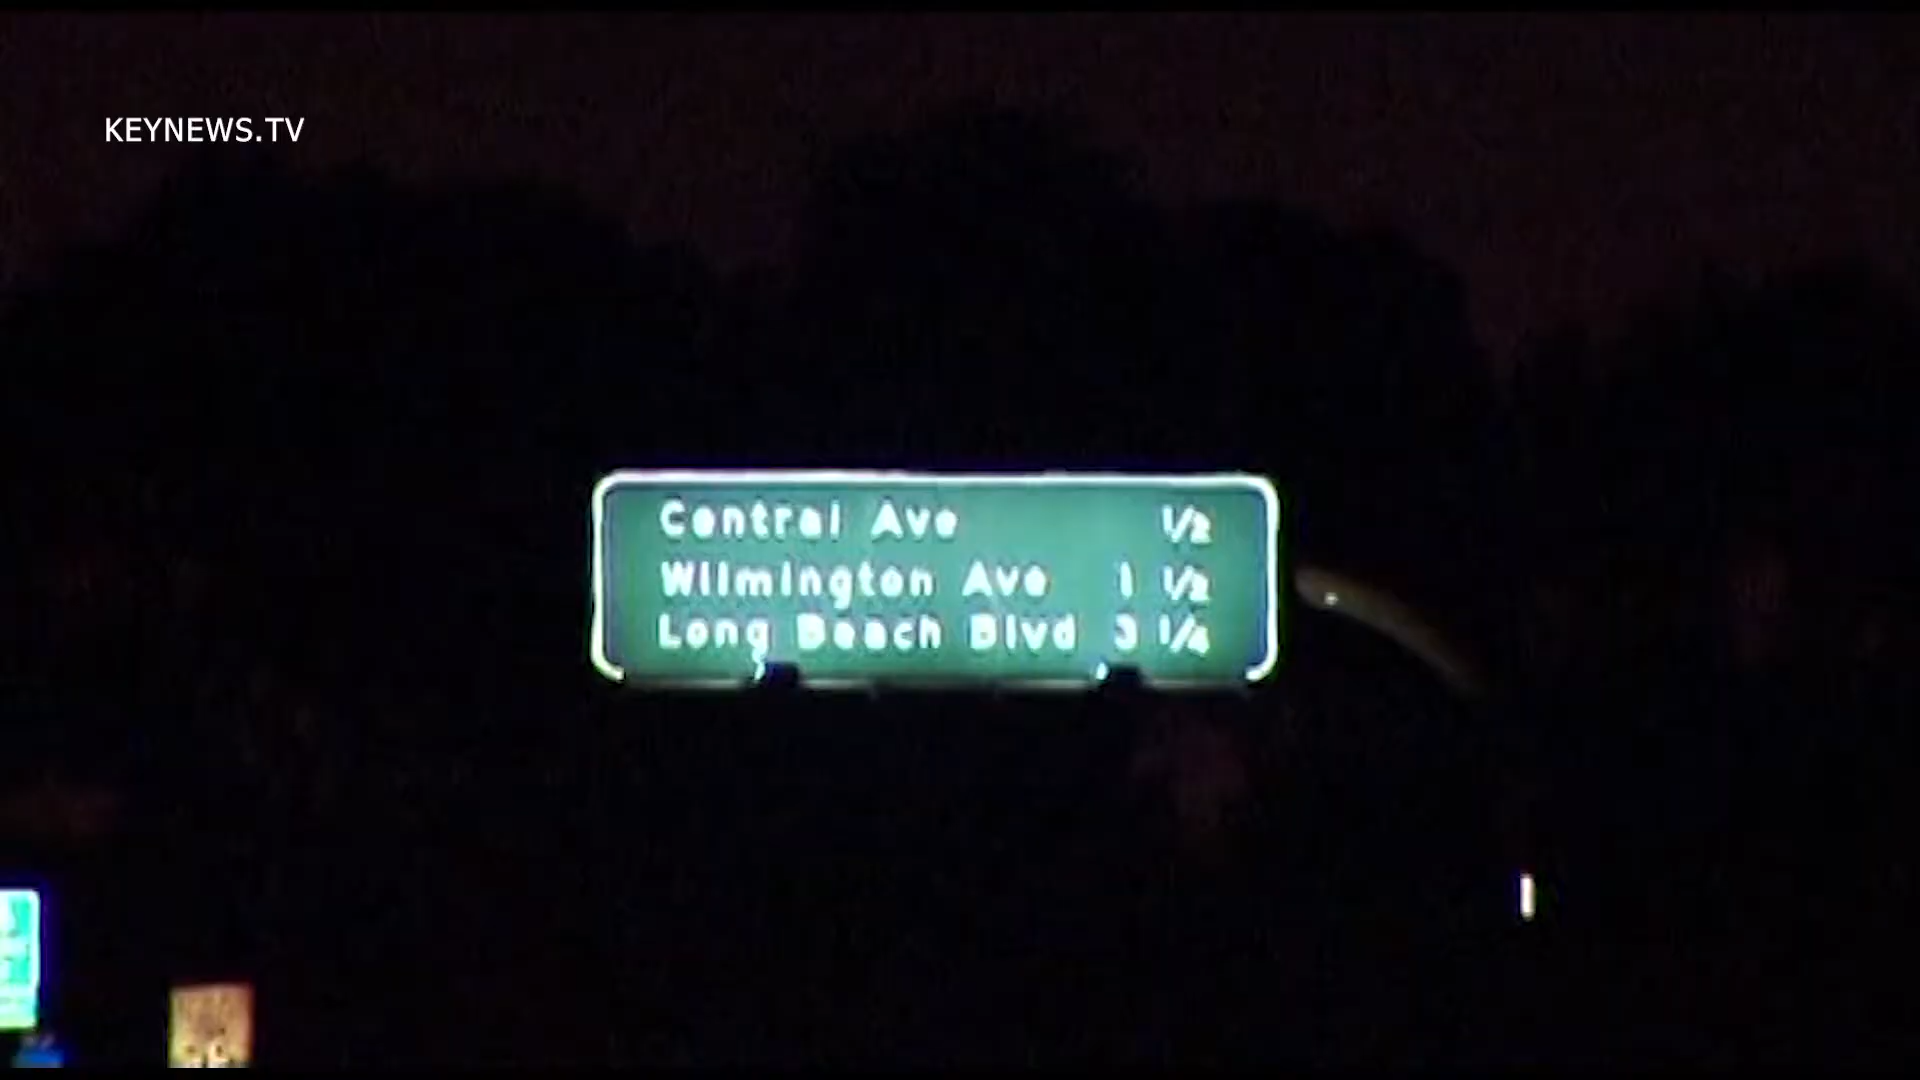 KEYNEWS.TV
Central Ave 1/2
Wilmington Ave 1 1/2
Long Beach Blvd 3 1/4